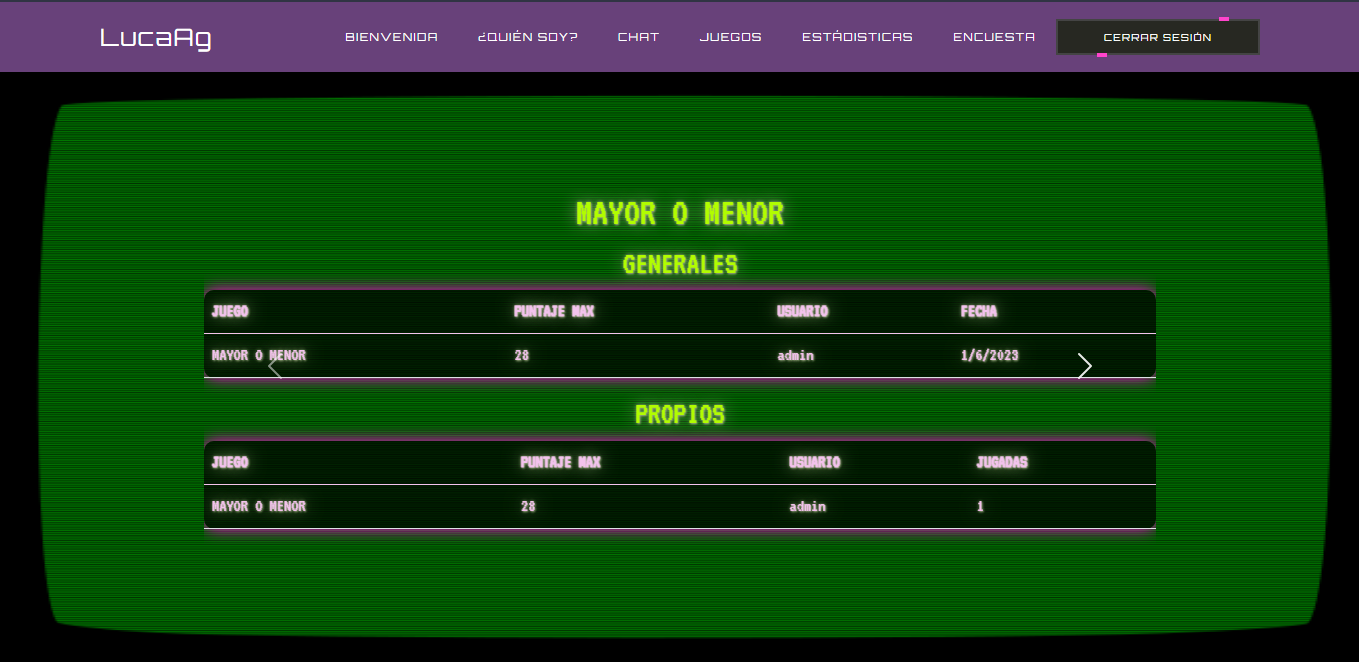 LucaAg BIENVENIDA ¿QUIÉN SOY? CHAT JUEGOS ESTÁDISTICAS ENCUESTA CERRAR SESIÓN
MAYOR O MENOR
GENERALES
JUEGO PUNTAJE MAX USUARIO FECHA
MAYOR O MENOR 28 admin 1/6/2023
PROPIOS
JUEGO PUNTAJE MAX USUARIO JUGADAS
MAYOR O MENOR 28 admin 1